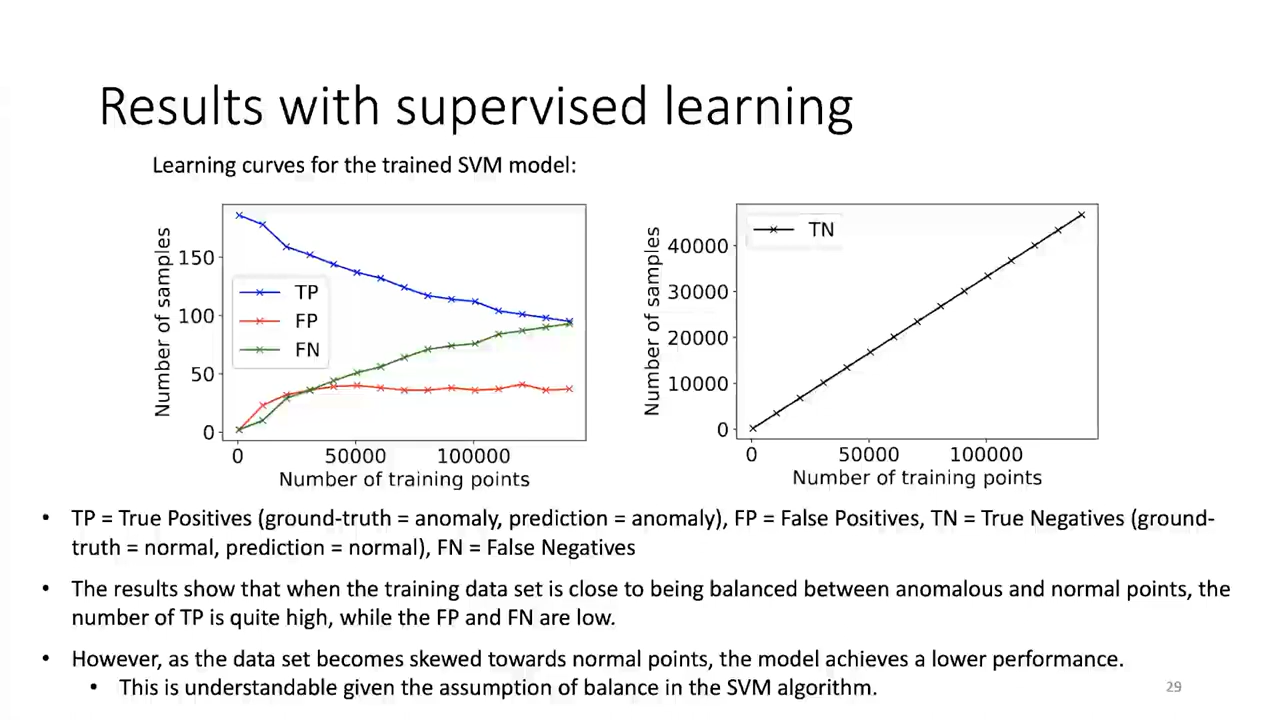 Results with supervised learning
Learning curves for the trained SVM model:
Number of samples
150
100
50
0
TP
FP
FN
0 50000 100000
Number of training points
Number of samples
40000
30000
20000
10000
0
TN
0 50000 100000
Number of training points
• TP = True Positives (ground-truth = anomaly, prediction = anomaly), FP = False Positives, TN = True Negatives (ground-
truth = normal, prediction = normal), FN = False Negatives
• The results show that when the training data set is close to being balanced between anomalous and normal points, the
number of TP is quite high, while the FP and FN are low.
• However, as the data set becomes skewed towards normal points, the model achieves a lower performance.
• This is understandable given the assumption of balance in the SVM algorithm.
29